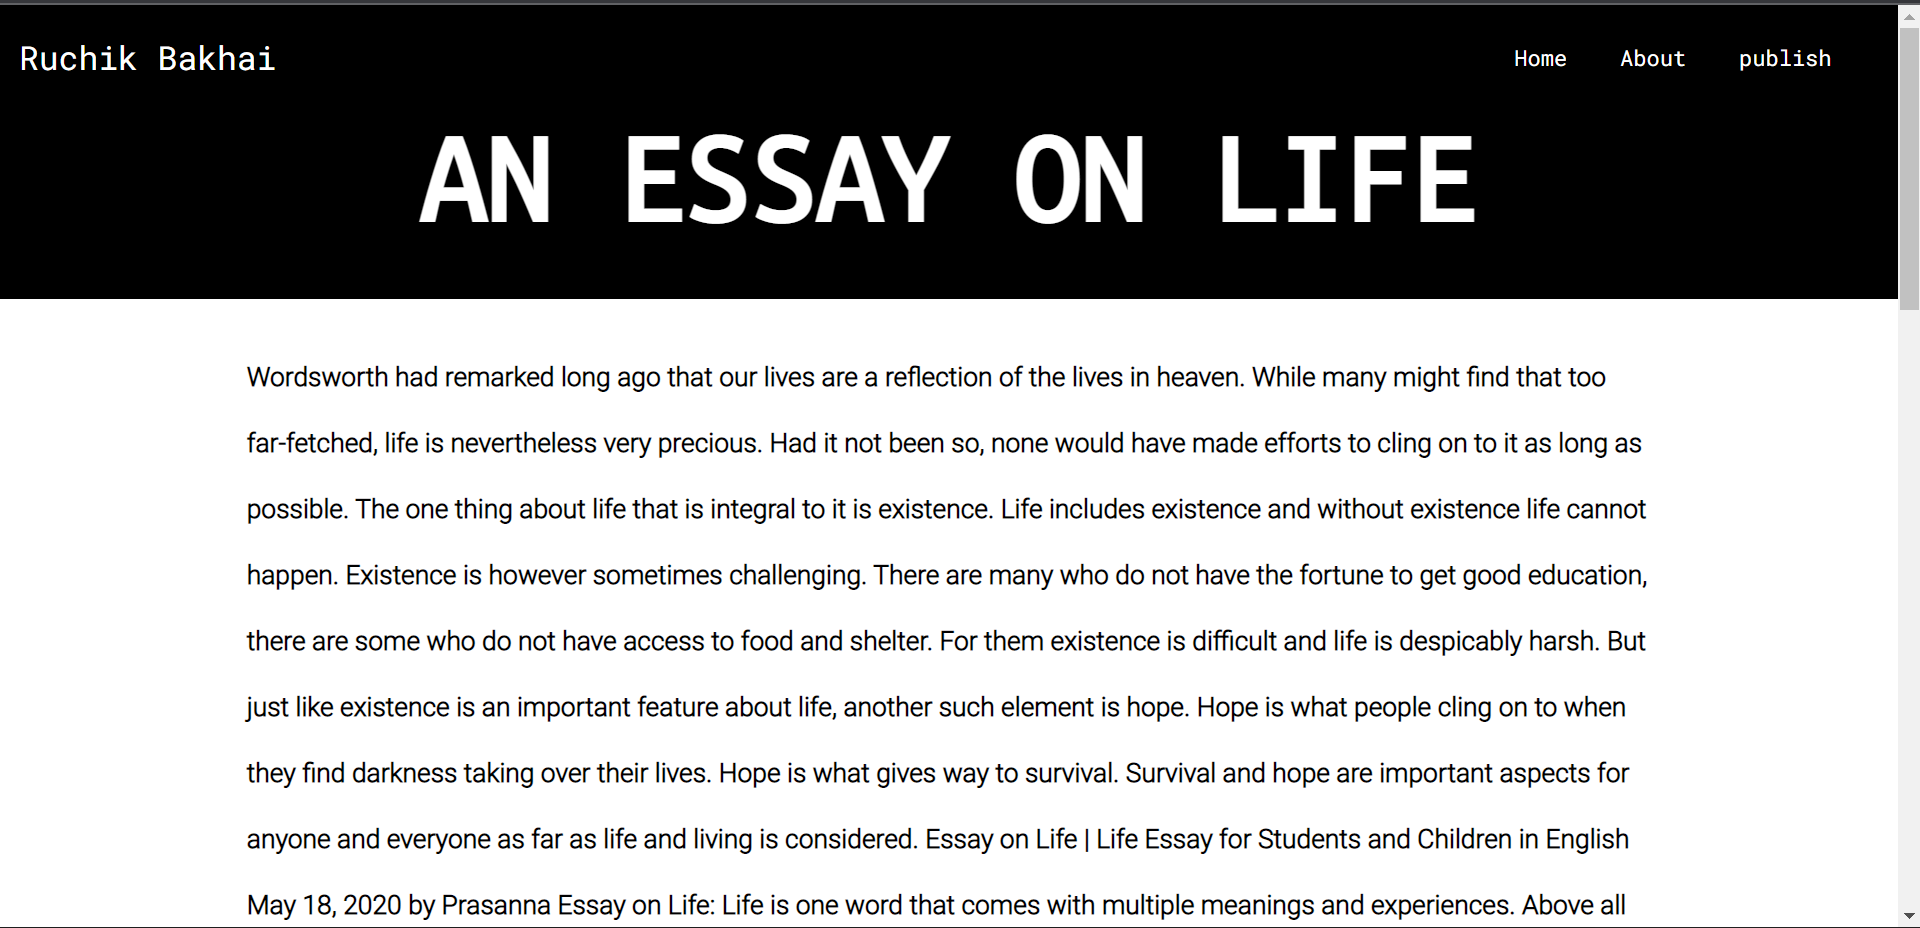 Ruchik Bakhai
Home About publish
AN ESSAY ON LIFE
Wordsworth had remarked long ago that our lives are a reflection of the lives in heaven. While many might find that too
far-fetched, life is nevertheless very precious. Had it not been so, none would have made efforts to cling on to it as long as
possible. The one thing about life that is integral to it is existence. Life includes existence and without existence life cannot
happen. Existence is however sometimes challenging. There are many who do not have the fortune to get good education,
there are some who do not have access to food and shelter. For them existence is difficult and life is despicably harsh. But
just like existence is an important feature about life, another such element is hope. Hope is what people cling on to when
they find darkness taking over their lives. Hope is what gives way to survival. Survival and hope are important aspects for
anyone and everyone as far as life and living is considered. Essay on Life | Life Essay for Students and Children in English
May 18, 2020 by Prasanna Essay on Life: Life is one word that comes with multiple meanings and experiences. Above all